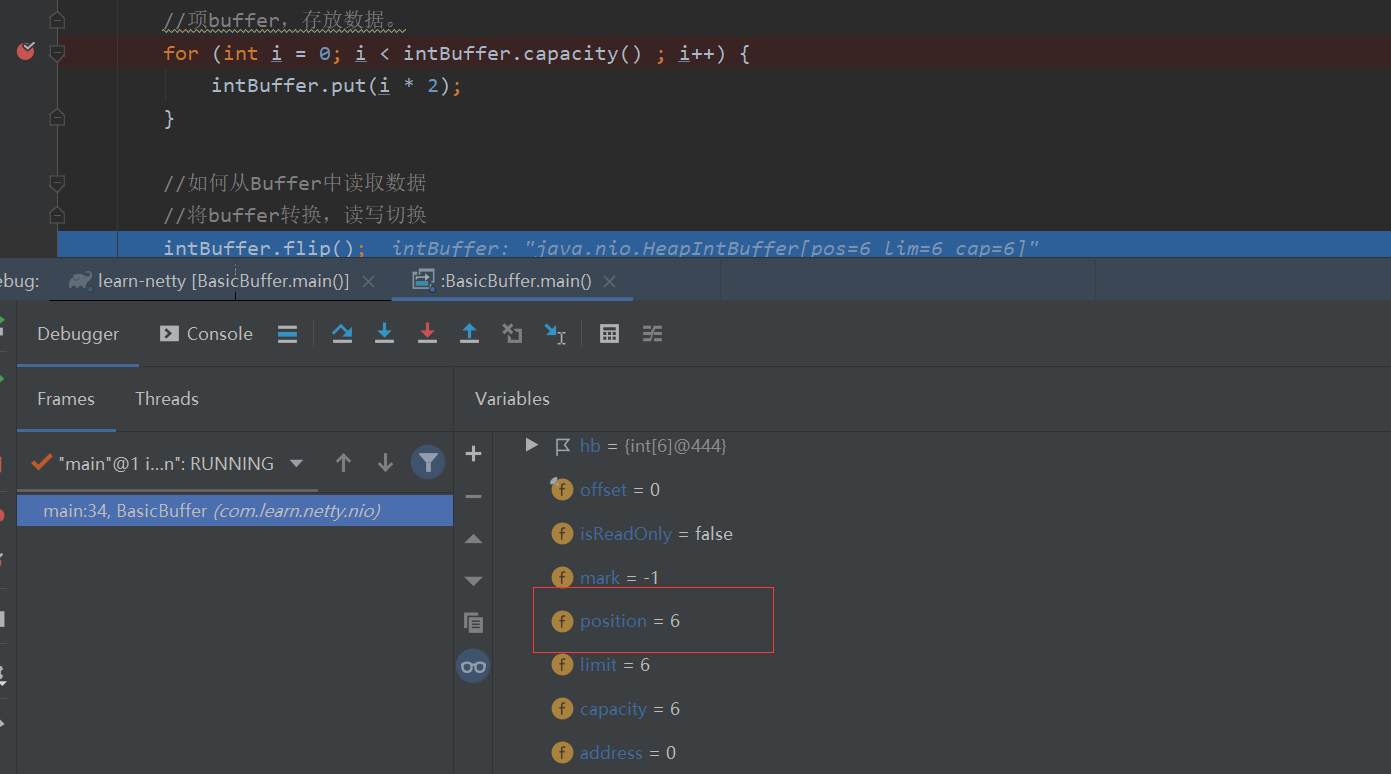 //项buffer，存放数据。
for (int i = 0; i < intBuffer.capacity() ; i++) {
intBuffer.put(i * 2);
}
//如何从Buffer中读取数据
//将buffer转换，读写切换
intBuffer.flip(); intBuffer: "java.nio.HeapIntBuffer[pos=6 lim=6 cap=6]"
ebug: learn-netty [BasicBuffer.main()] :BasicBuffer.main()
Debugger Console
Frames Threads Variables
"main"@1 i...n": RUNNING
main:34, BasicBuffer (com.learn.netty.nio)
hb = {int[6]@444}
f offset = 0
f isReadOnly = false
f mark = -1
f position = 6
f limit = 6
f capacity = 6
f address = 0